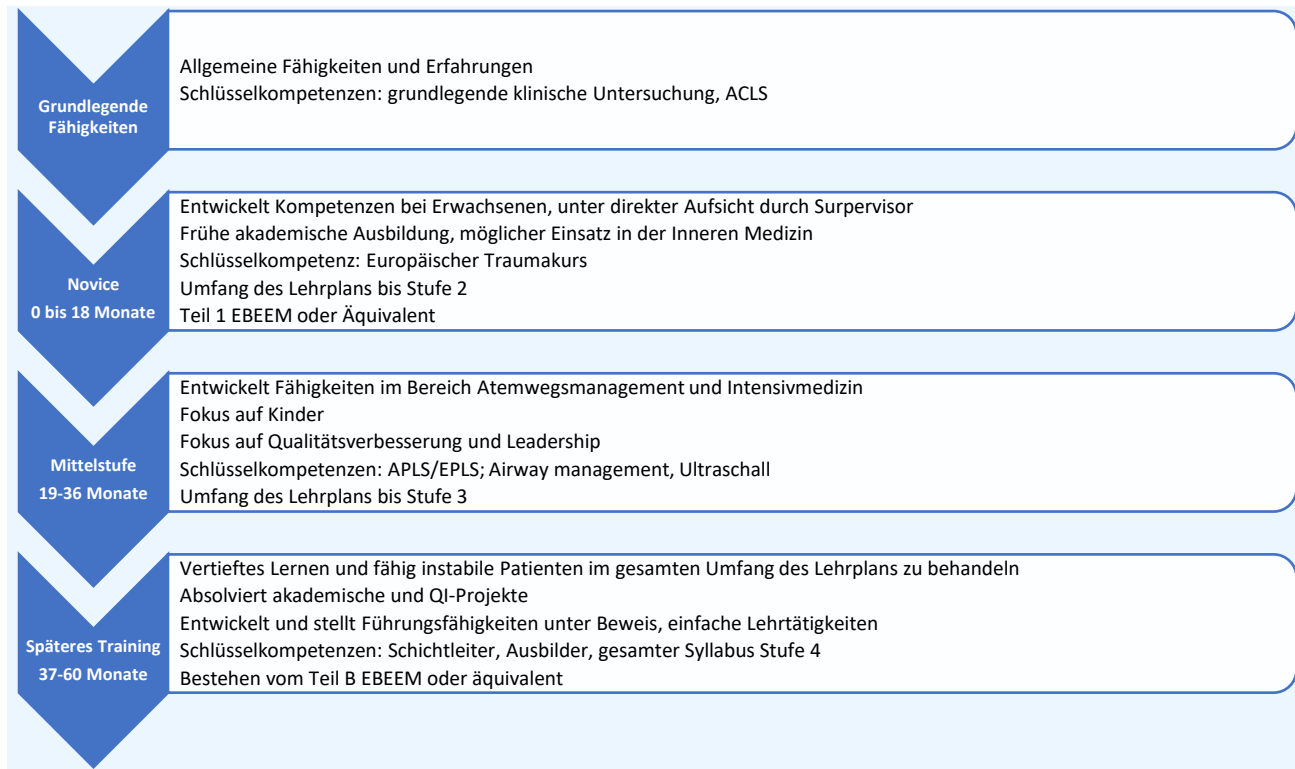 Grundlegende
Fähigkeiten
Allgemeine Fähigkeiten und Erfahrungen
Schlüsselkompetenzen: grundlegende klinische Untersuchung, ACLS
Novice
0 bis 18 Monate
Entwickelt Kompetenzen bei Erwachsenen, unter direkter Aufsicht durch Surpervisor
Frühe akademische Ausbildung, möglicher Einsatz in der Inneren Medizin
Schlüsselkompetenz: Europäischer Traumakurs
Umfang des Lehrplans bis Stufe 2
Teil 1 EBEEM oder Äquivalent
Mittelstufe
19-36 Monate
Entwickelt Fähigkeiten im Bereich Atemwegsmanagement und Intensivmedizin
Fokus auf Kinder
Fokus auf Qualitätsverbesserung und Leadership
Schlüsselkompetenzen: APLS/EPLS; Airway management, Ultraschall
Umfang des Lehrplans bis Stufe 3
Späteres Training
37-60 Monate
Vertieftes Lernen und fähig instabile Patienten im gesamten Umfang des Lehrplans zu behandeln
Absolviert akademische und QI-Projekte
Entwickelt und stellt Führungsfähigkeiten unter Beweis, einfache Lehrtätigkeiten
Schlüsselkompetenzen: Schichtleiter, Ausbilder, gesamter Syllabus Stufe 4
Bestehen vom Teil B EBEEM oder äquivalent